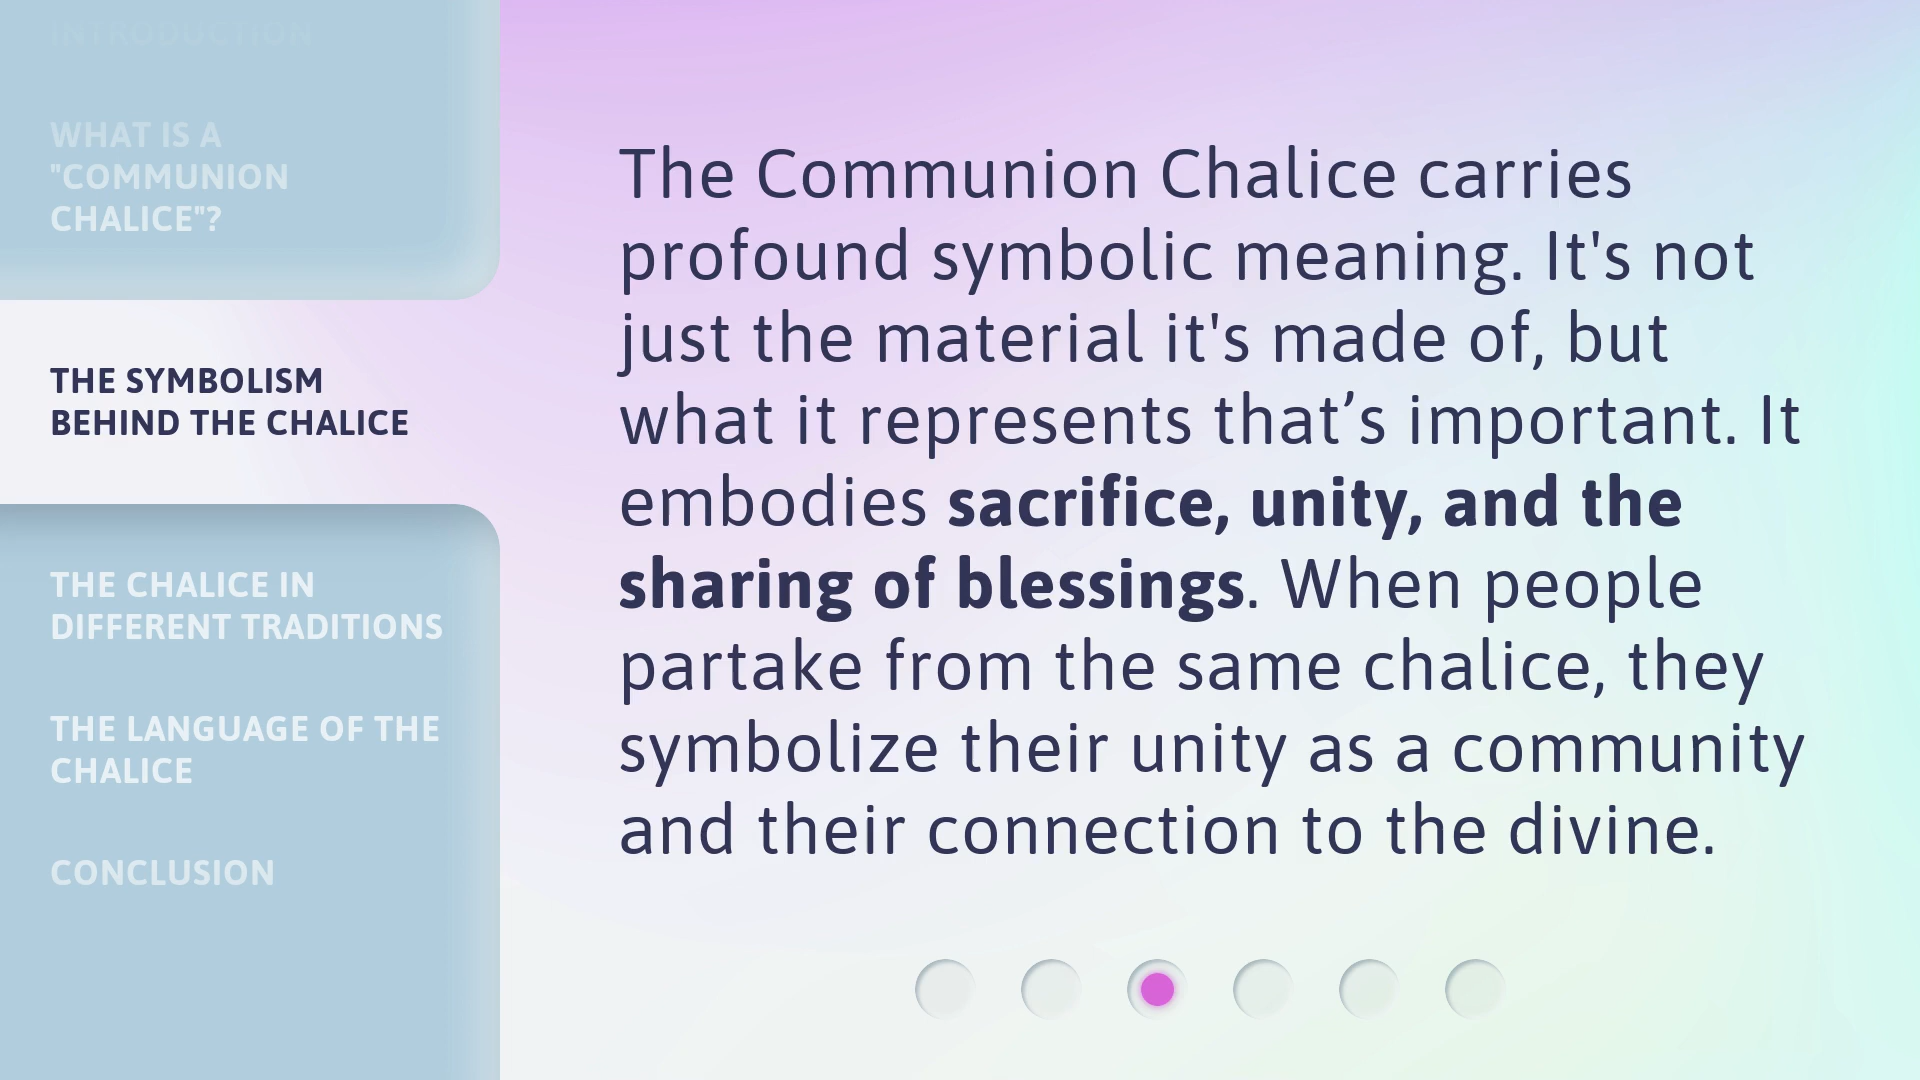 INTRODUCTION
WHAT IS A
"COMMUNION
CHALICE"?
THE SYMBOLISM
BEHIND THE CHALICE
THE CHALICE IN
DIFFERENT TRADITIONS
THE LANGUAGE OF THE
CHALICE
CONCLUSION
The Communion Chalice carries
profound symbolic meaning. It's not
just the material it's made of, but
what it represents that’s important. It
embodies sacrifice, unity, and the
sharing of blessings. When people
partake from the same chalice, they
symbolize their unity as a community
and their connection to the divine.